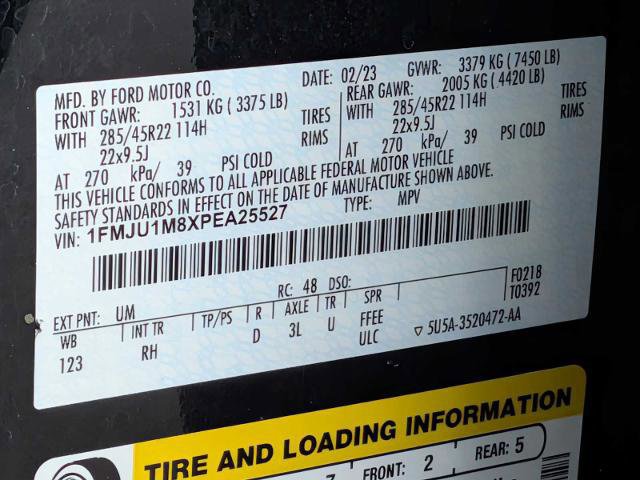 MFD. BY FORD MOTOR CO. DATE: 02/23 GVWR: 3379 KG ( 7450 LB)
FRONT GAWR: 1531 KG ( 3375 LB) REAR GAWR: 2005 KG ( 4420 LB)
WITH 285/45R22 114H TIRES WITH 285/45R22 114H TIRES
22x9.5J RIMS 22x9.5J RIMS
AT 270 kPa/ 39 PSI COLD AT 270 kPa/ 39 PSI COLD
THIS VEHICLE CONFORMS TO ALL APPLICABLE FEDERAL MOTOR VEHICLE
SAFETY STANDARDS IN EFFECT ON THE DATE OF MANUFACTURE SHOWN ABOVE.
VIN: 1FMJU1M8XPEA25527 TYPE: MPV
EXT PNT: UM RC: 48 DSO: F0218
WB INT TR TP/PS R AXLE TR SPR T0392
123 RH D 3L U FFEE
ULC ▽ 5U5A-3520472-AA
TIRE AND LOADING INFORMATION
7 FRONT: 2 REAR: 5